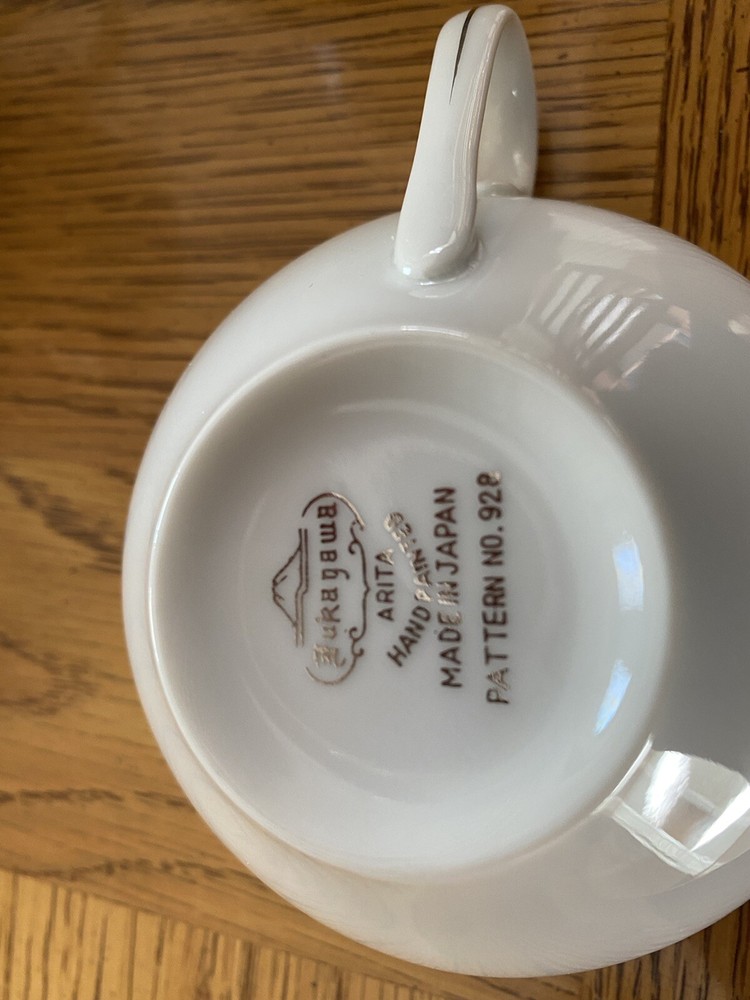 Fukagawa
ARITA
HAND PAINTED
MADE IN JAPAN
PATTERN NO. 928